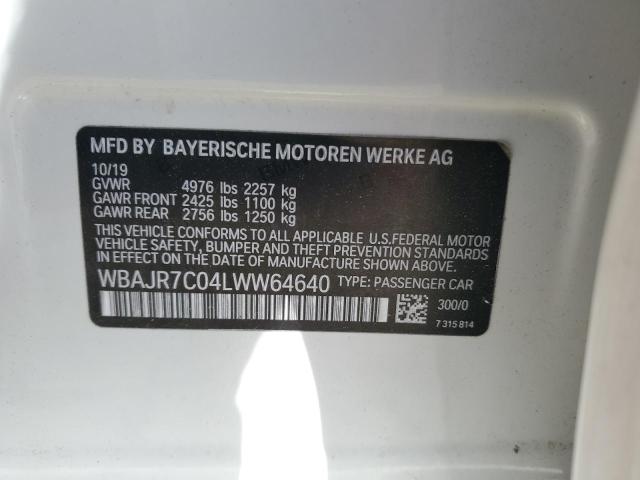 MFD BY BAYERISCHE MOTOREN WERKE AG
10/19
GVWR 4976 lbs 2257 kg
GAWR FRONT 2425 lbs 1100 kg
GAWR REAR 2756 lbs 1250 kg
THIS VEHICLE CONFORMS TO ALL APPLICABLE U.S.FEDERAL MOTOR
VEHICLE SAFETY, BUMPER AND THEFT PREVENTION STANDARDS
IN EFFECT ON THE DATE OF MANUFACTURE SHOWN ABOVE.
WBAJR7C04LWW64640 TYPE: PASSENGER CAR
300/0
7 315 814